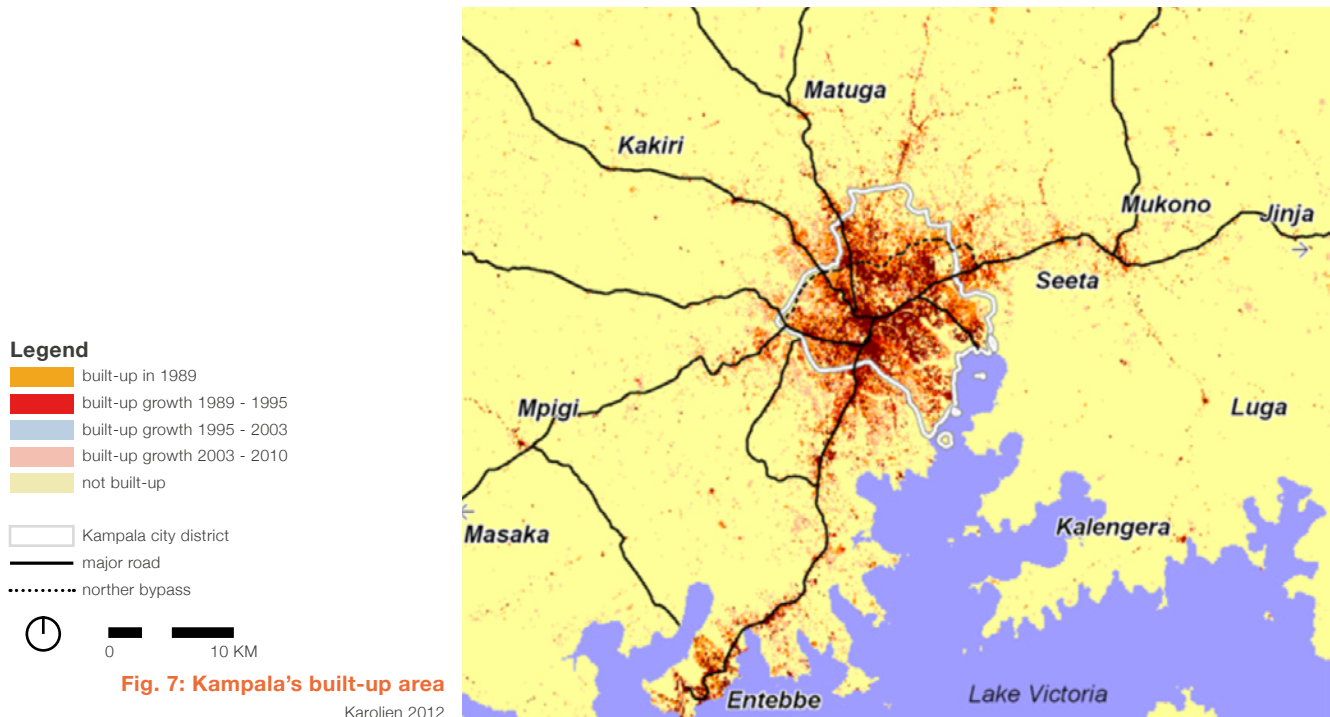 Legend
built-up in 1989
built-up growth 1989 - 1995
built-up growth 1995 - 2003
built-up growth 2003 - 2010
not built-up
Kampala city district
major road
norther bypass
0 10 KM
Fig. 7: Kampala's built-up area
Karolien 2012
Matuga
Kakiri
Mukono
Jinja
Seeta
Mpigi
Luga
Masaka
Kalengera
Entebbe
Lake Victoria